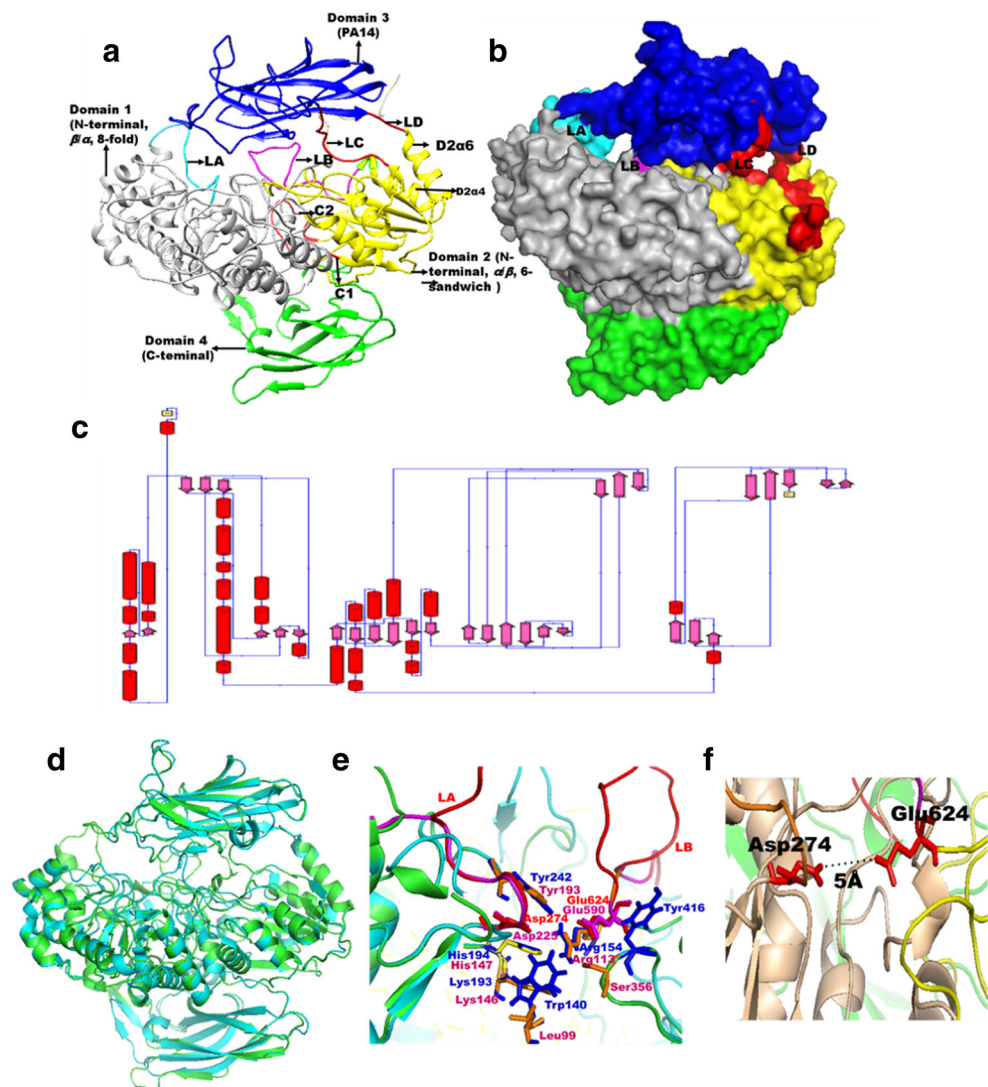 a
Domain 3
(PA14)
Domain 1
(N-terminal,
β/α, 8-fold)
LA
LB
LC
LD
D2α6
D2α4
C2
C1
Domain 2 (N-
terminal, α/β, 6-
sandwich )
Domain 4
(C-teminal)
b
LA
LB
LC
LD
c
d
e
LA
LB
Tyr242
Tyr193
Glu624
Glu590
Tyr416
Asp274
Asp225
Arg154
Arg113
His194
His147
Lys193
Ser356
Lys146
Trp140
Leu99
f
Glu624
Asp274
5Å